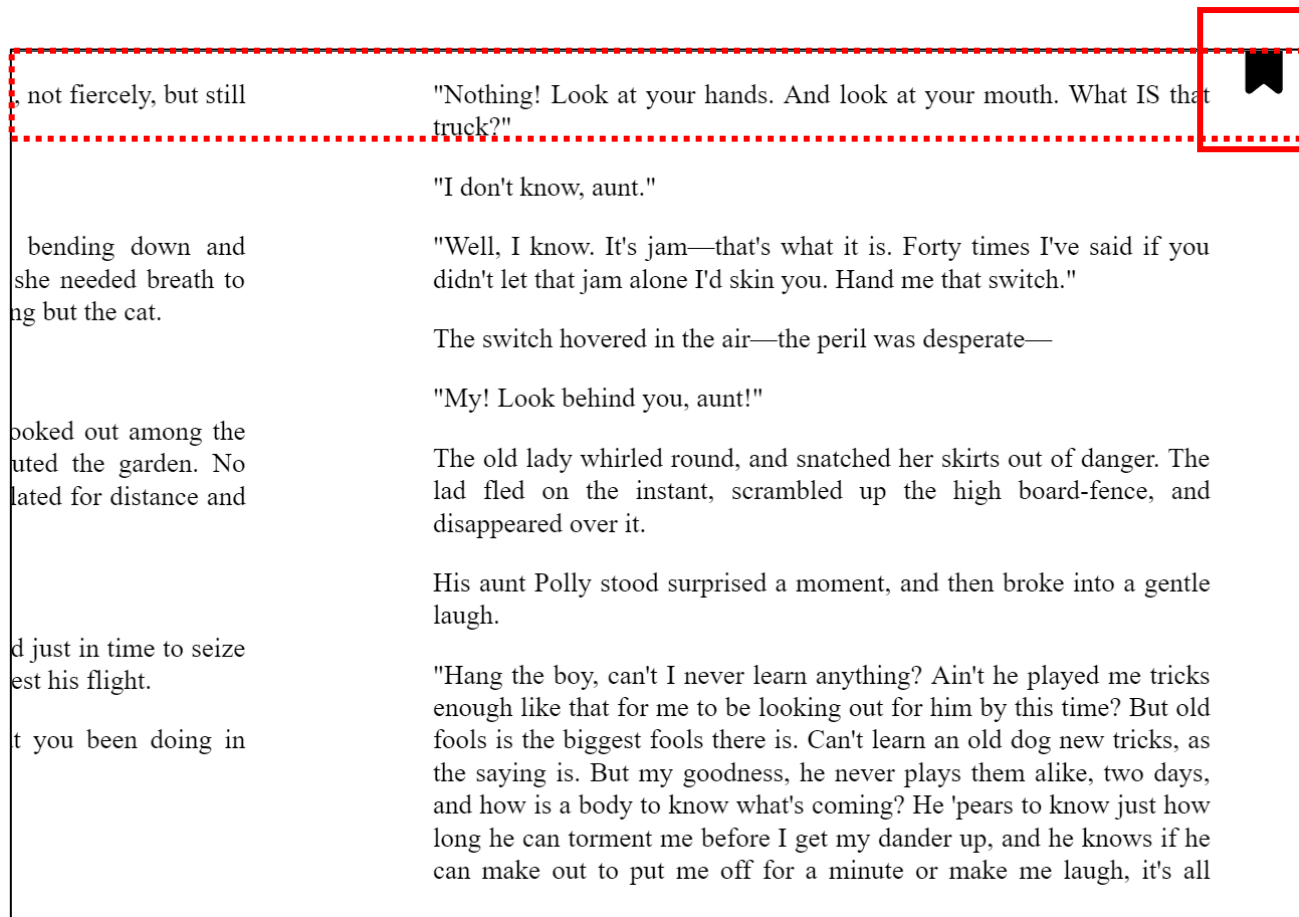 , not fiercely, but still
bending down and
she needed breath to
but the cat.
out among the
the garden. No
for distance and
just in time to seize
his flight.
you been doing in
"Nothing! Look at your hands. And look at your mouth. What IS that
truck?"
"I don't know, aunt."
"Well, I know. It's jam—that's what it is. Forty times I've said if you
didn't let that jam alone I'd skin you. Hand me that switch."
The switch hovered in the air—the peril was desperate—
"My! Look behind you, aunt!"
The old lady whirled round, and snatched her skirts out of danger. The
lad fled on the instant, scrambled up the high board-fence, and
disappeared over it.
His aunt Polly stood surprised a moment, and then broke into a gentle
laugh.
"Hang the boy, can't I never learn anything? Ain't he played me tricks
enough like that for me to be looking out for him by this time? But old
fools is the biggest fools there is. Can't learn an old dog new tricks, as
the saying is. But my goodness, he never plays them alike, two days,
and how is a body to know what's coming? He 'pears to know just how
long he can torment me before I get my dander up, and he knows if he
can make out to put me off for a minute or make me laugh, it's all